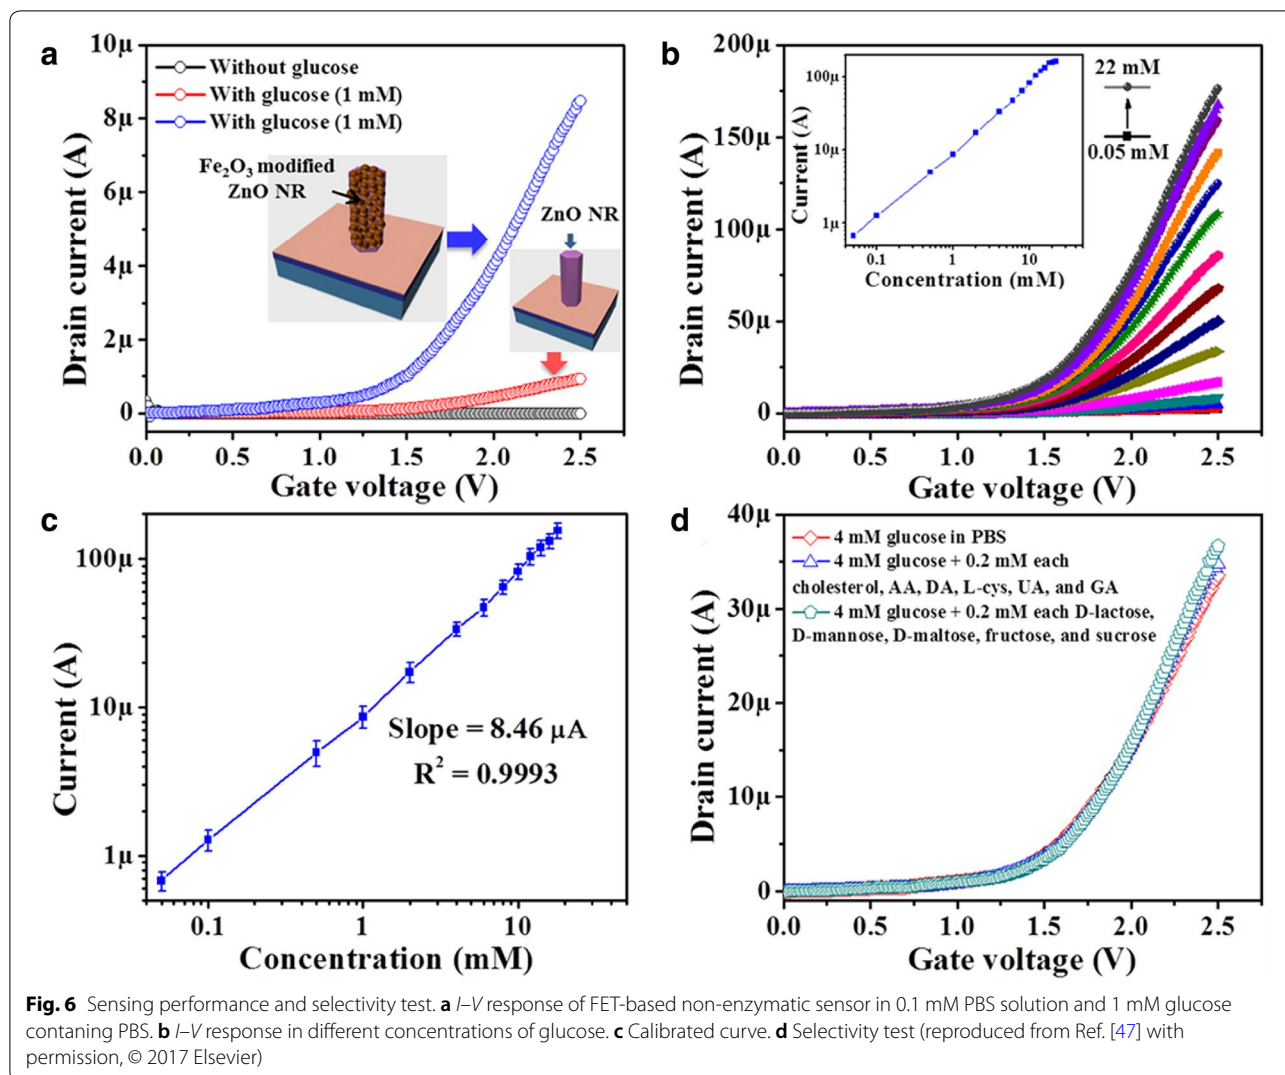 a
10μ
8μ
6μ
4μ
2μ
0
Drain current (A)
Without glucose
With glucose (1 mM)
With glucose (1 mM)
Fe2O3 modified
ZnO NR
ZnO NR
0.0 0.5 1.0 1.5 2.0 2.5
Gate voltage (V)
b
200μ
150μ
100μ
50μ
0
Drain current (A)
100μ
10μ
1μ
Current (A)
0.1 1 10
Concentration (mM)
22 mM
0.05 mM
0.0 0.5 1.0 1.5 2.0 2.5
Gate voltage (V)
c
100μ
10μ
1μ
Current (A)
Slope = 8.46 μA
R2 = 0.9993
0.1 1 10
Concentration (mM)
d
40μ
30μ
20μ
10μ
0
Drain current (A)
4 mM glucose in PBS
4 mM glucose + 0.2 mM each
cholesterol, AA, DA, L-cys, UA, and GA
4 mM glucose + 0.2 mM each D-lactose,
D-mannose, D-maltose, fructose, and sucrose
0.0 0.5 1.0 1.5 2.0 2.5
Gate voltage (V)
Fig. 6 Sensing performance and selectivity test. a I–V response of FET-based non-enzymatic sensor in 0.1 mM PBS solution and 1 mM glucose
contaning PBS. b I–V response in different concentrations of glucose. c Calibrated curve. d Selectivity test (reproduced from Ref. [47] with
permission, © 2017 Elsevier)